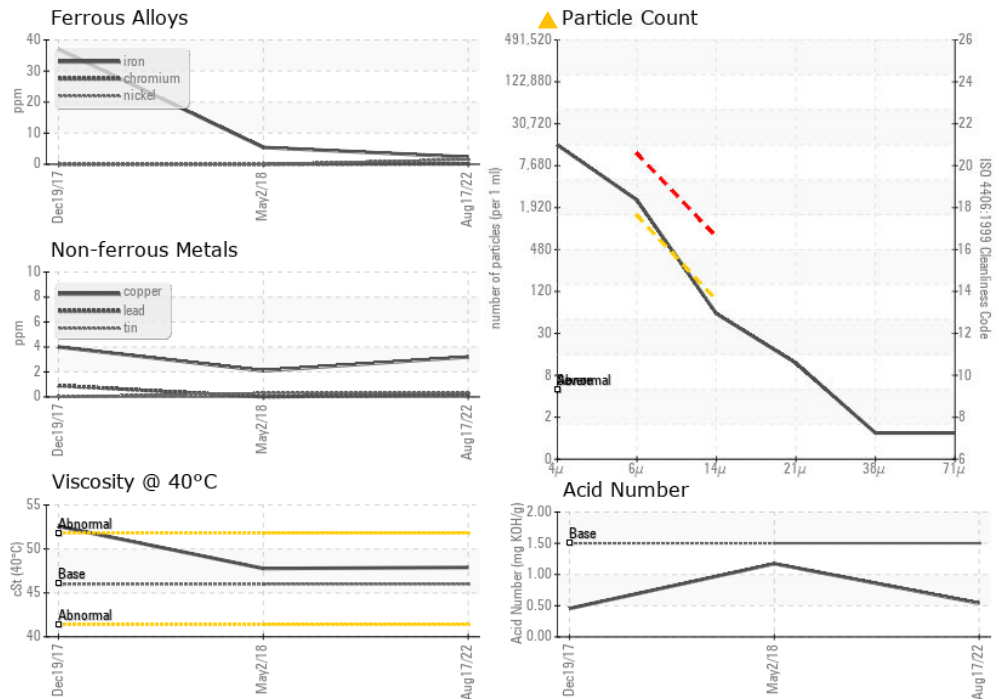 Ferrous Alloys
40
30
20
10
0
ppm
iron
chromium
nickel
Dec19/17
May2/18
Aug17/22
Non-ferrous Metals
10
8
6
4
2
0
ppm
copper
lead
tin
Dec19/17
May2/18
Aug17/22
Viscosity @ 40°C
55
50
45
40
cSt (40°C)
Abnormal
Base
Abnormal
Dec19/17
May2/18
Aug17/22
Particle Count
491,520
122,880
30,720
7,680
1,920
480
120
30
8
2
0
number of particles (per 1 ml)
26
24
22
20
18
16
14
12
10
8
6
ISO 4406:1999 Cleanliness Code
Abnormal
4µ
6µ
14µ
21µ
38µ
71µ
Acid Number
2.00
1.50
1.00
0.50
0.00
Acid Number (mg KOH/g)
Base
Dec19/17
May2/18
Aug17/22